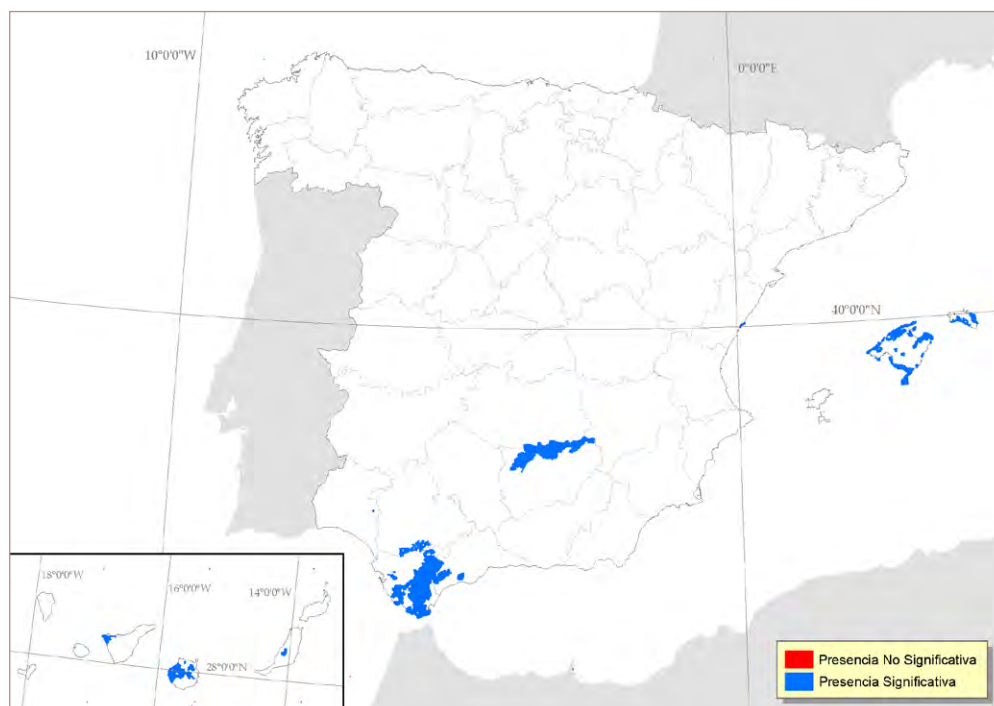 10°0'0"W
0°0'0"E
40°0'0"N
18°0'0"W
16°0'0"W
14°0'0"W
28°0'0"N
Presencia No Significativa
Presencia Significativa